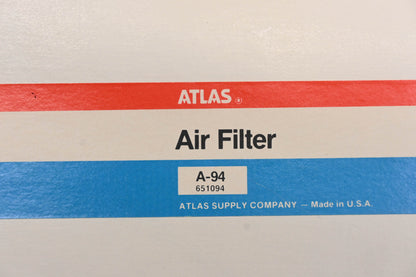 ATLAS
Air Filter
A-94
651094
ATLAS SUPPLY COMPANY — Made in U.S.A.